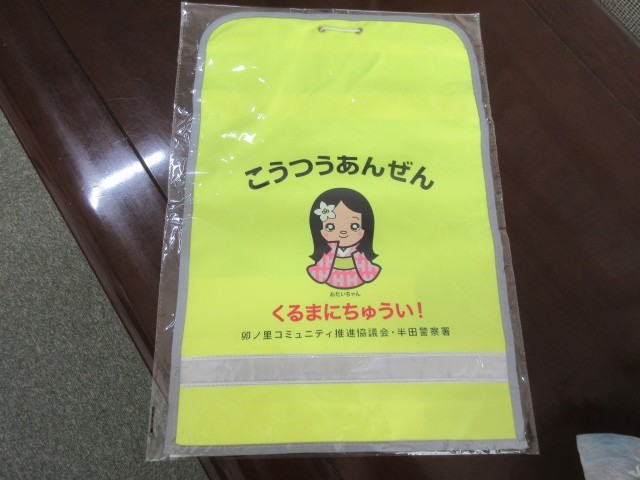 こうつうあんぜん
おだいちゃん
くるまにちゅうい!
卯ノ里コミュニティ推進協議会・半田警察署